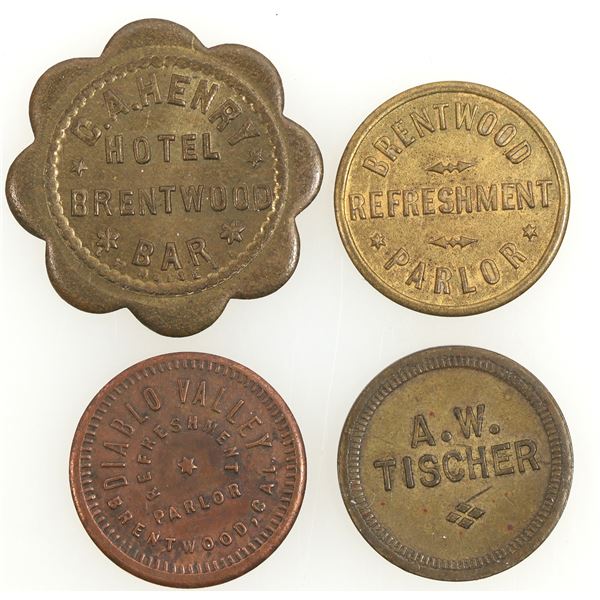 C.A.HENRY
HOTEL
BRENTWOOD
BAR
BRENTWOOD
REFRESHMENT
PARLOR
DIABLO VALLEY
REFRESHMENT
PARLOR
BRENTWOOD, CAL.
A.W.
TISCHER